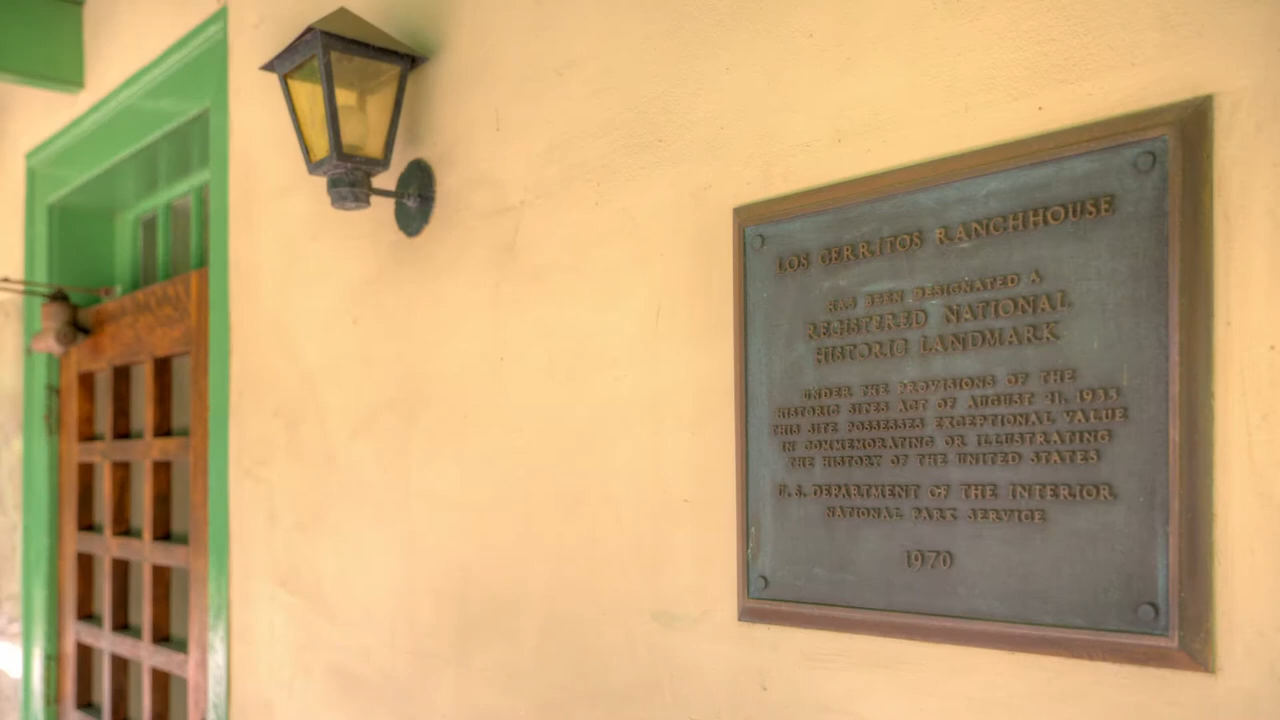 LOS CERRITOS RANCHHOUSE
HAS BEEN DESIGNATED A
REGISTERED NATIONAL
HISTORIC LANDMARK
UNDER THE PROVISIONS OF THE
HISTORIC SITES ACT OF AUGUST 21, 1935
THIS SITE POSSESSES EXCEPTIONAL VALUE
IN COMMEMORATING OR ILLUSTRATING
THE HISTORY OF THE UNITED STATES
U.S. DEPARTMENT OF THE INTERIOR
NATIONAL PARK SERVICE
1970